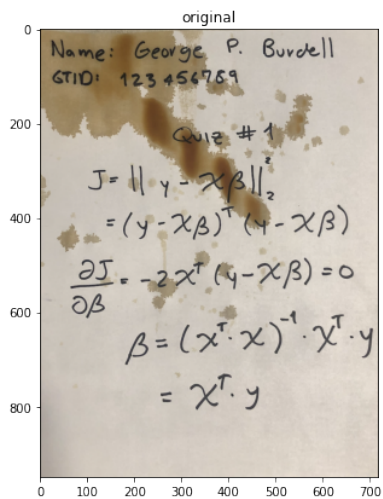 original
Name: George P. Burdell
GTID: 123456789
Quiz # 1
J = || y - Xβ ||²₂
= (y - Xβ)ᵀ (y - Xβ)
∂J/∂β = -2Xᵀ (y - Xβ) = 0
β = (Xᵀ · X)⁻¹ · Xᵀ · y
= Xᵀ · y
0
200
400
600
800
0 100 200 300 400 500 600 700